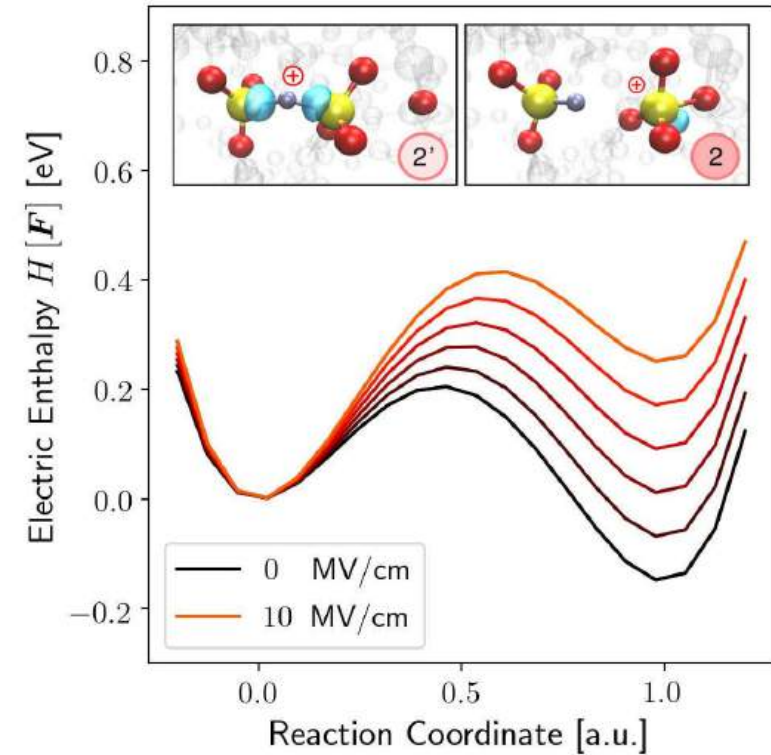 2'
2
Electric Enthalpy H [F] [eV]
0.8
0.6
0.4
0.2
0.0
−0.2
0 MV/cm
10 MV/cm
0.0 0.5 1.0
Reaction Coordinate [a.u.]